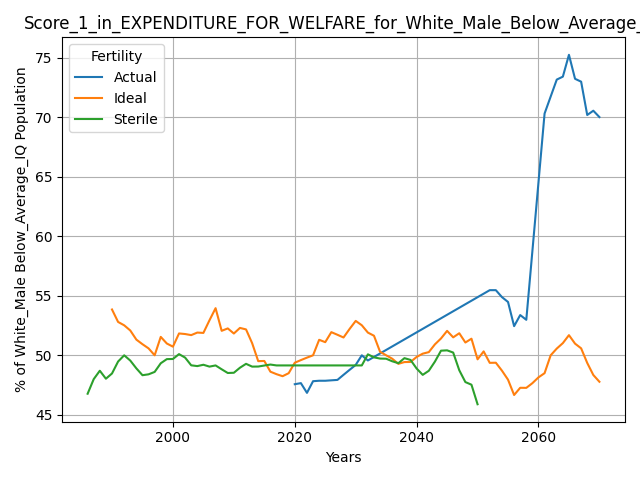 Score_1_in_EXPENDITURE_FOR_WELFARE_for_White_Male_Below_Average_
Fertility
Actual
Ideal
Sterile
% of White_Male Below_Average_IQ Population
75
70
65
60
55
50
45
2000
2020
2040
2060
Years